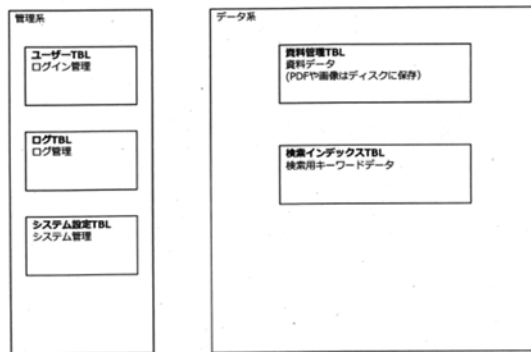 管理系
ユーザーTBL
ログイン管理
ログTBL
ログ管理
システム設定TBL
システム管理
データ系
資料管理TBL
資料データ
(PDFや画像はディスクに保存)
検索インデックスTBL
検索用キーワードデータ